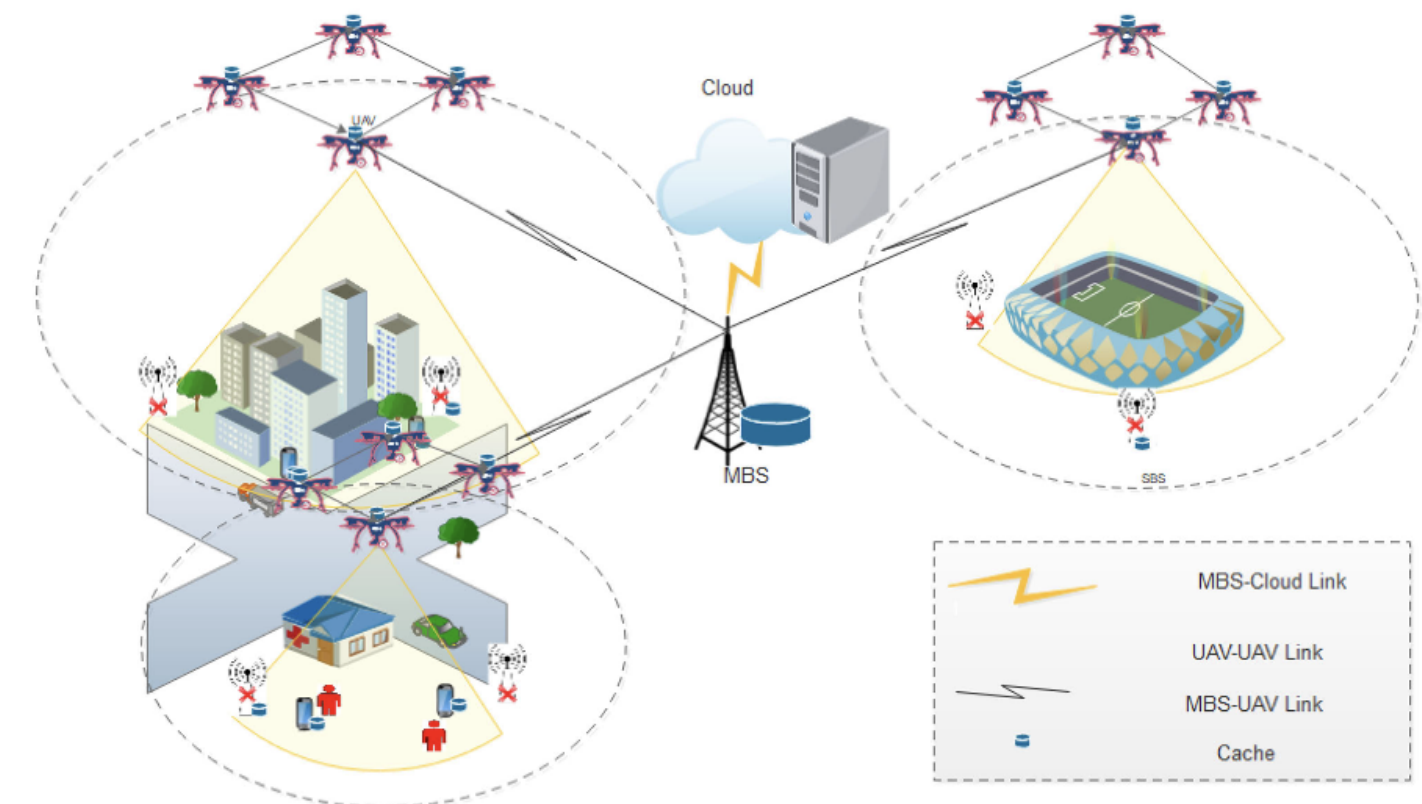 Cloud
UAV
MBS
SBS
MBS-Cloud Link
UAV-UAV Link
MBS-UAV Link
Cache